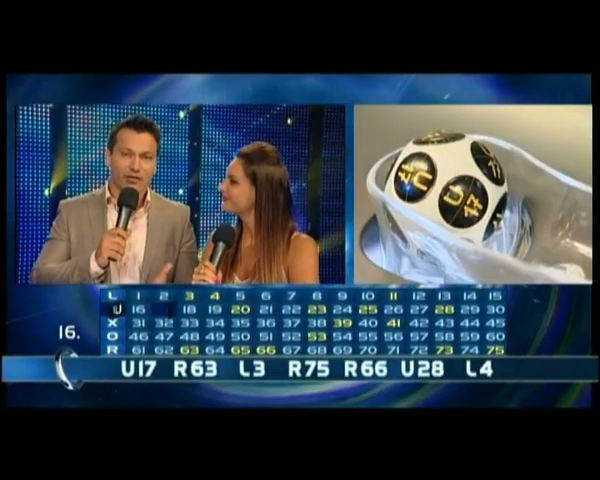 L 1 2 3 4 5 6 7 8 9 10 11 12 13 14 15
U 16 18 19 20 21 22 23 24 25 26 27 28 29 30
X 31 32 33 34 35 36 37 38 39 40 41 42 43 44 45
O 46 47 48 49 50 51 52 53 54 55 56 57 58 59 60
R 61 62 63 64 65 66 67 68 69 70 71 72 73 74 75
16.
U17 R63 L3 R75 R66 U28 L4